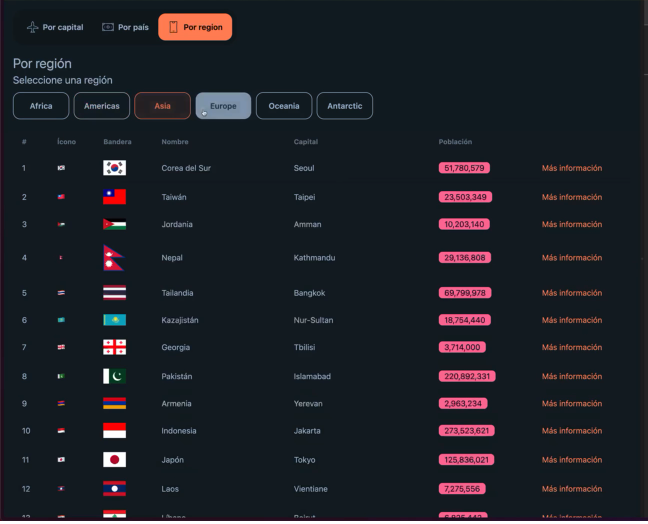 Por capital Por país Por region
Por región
Seleccione una región
Africa Americas Asia Europe Oceania Antarctic
# Ícono Bandera Nombre Capital Población
1 Corea del Sur Seoul 51,780,579 Más información
2 Taiwán Taipei 23,503,349 Más información
3 Jordania Amman 10,203,140 Más información
4 Nepal Kathmandu 29,136,808 Más información
5 Tailandia Bangkok 69,799,978 Más información
6 Kazajistán Nur-Sultan 18,754,440 Más información
7 Georgia Tbilisi 3,714,000 Más información
8 Pakistán Islamabad 220,892,331 Más información
9 Armenia Yerevan 2,963,234 Más información
10 Indonesia Jakarta 273,523,621 Más información
11 Japón Tokyo 125,836,021 Más información
12 Laos Vientiane 7,275,556 Más información